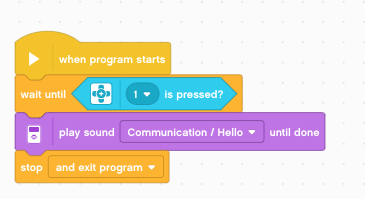 when program starts
wait until 1 is pressed?
play sound Communication / Hello until done
stop and exit program